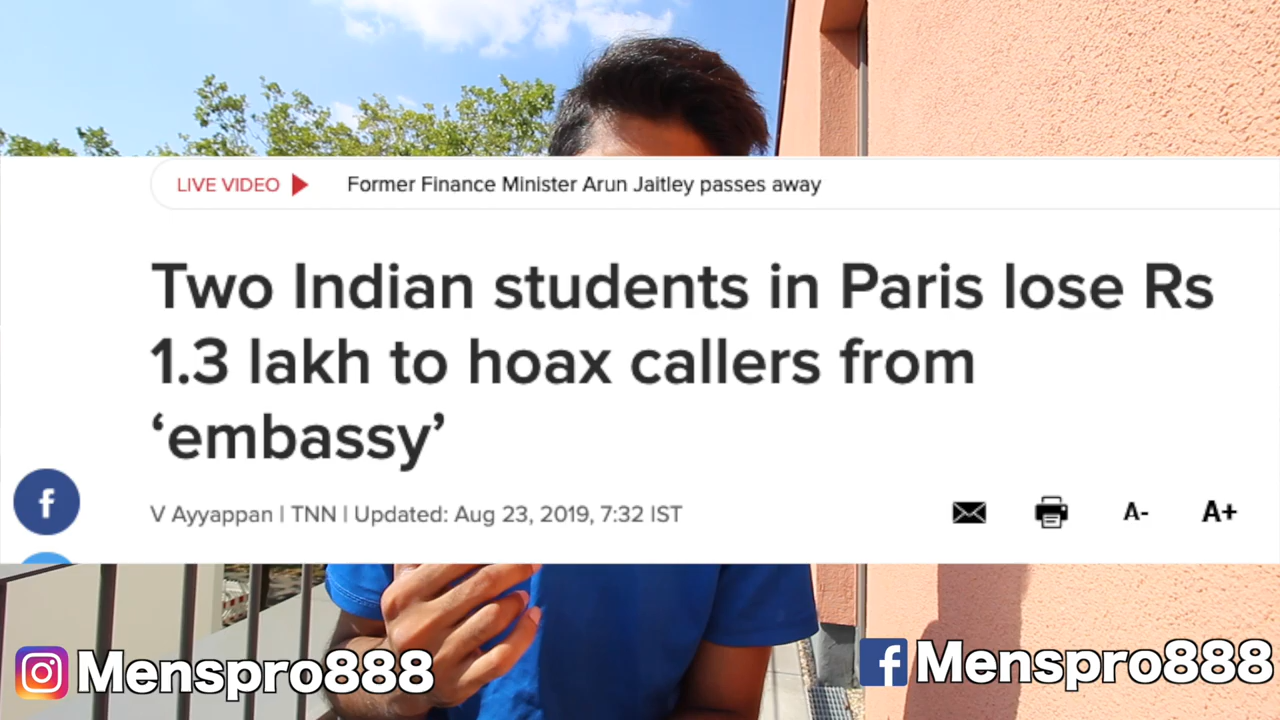 LIVE VIDEO Former Finance Minister Arun Jaitley passes away
Two Indian students in Paris lose Rs
1.3 lakh to hoax callers from
‘embassy’
V Ayyappan | TNN | Updated: Aug 23, 2019, 7:32 IST
A- A+
Menspro888
Menspro888